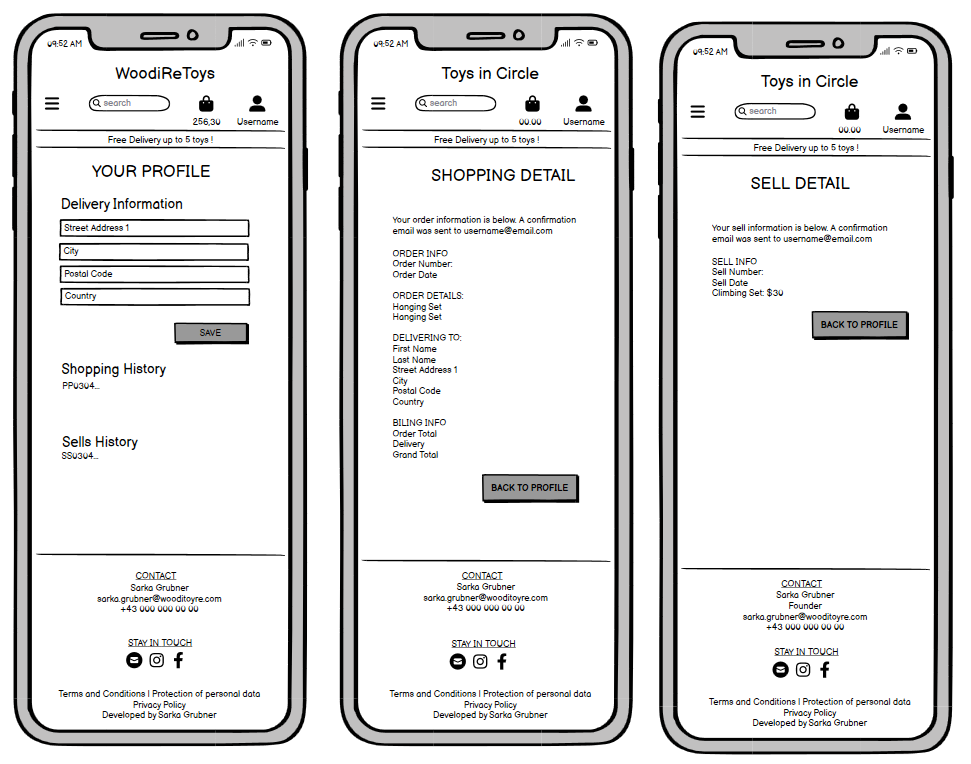 09:52 AM
WoodiReToys
search
256,30
Username
Free Delivery up to 5 toys !
YOUR PROFILE
Delivery Information
Street Address 1
City
Postal Code
Country
SAVE
Shopping History
PP0304...
Sells History
SS0304...
CONTACT
Sarka Grubner
sarka.grubner@wooditoyre.com
+43 000 000 00 00
STAY IN TOUCH
Terms and Conditions I Protection of personal data
Privacy Policy
Developed by Sarka Grubner
09:52 AM
Toys in Circle
search
00.00
Username
Free Delivery up to 5 toys !
SHOPPING DETAIL
Your order information is below. A confirmation
email was sent to username@email.com
ORDER INFO
Order Number:
Order Date
ORDER DETAILS:
Hanging Set
Hanging Set
DELIVERING TO:
First Name
Last Name
Street Address 1
City
Postal Code
Country
BILING INFO
Order Total
Delivery
Grand Total
BACK TO PROFILE
CONTACT
Sarka Grubner
sarka.grubner@wooditoyre.com
+43 000 000 00 00
STAY IN TOUCH
Terms and Conditions I Protection of personal data
Privacy Policy
Developed by Sarka Grubner
09:52 AM
Toys in Circle
search
00.00
Username
Free Delivery up to 5 toys !
SELL DETAIL
Your sell information is below. A confirmation
email was sent to username@email.com
SELL INFO
Sell Number:
Sell Date
Climbing Set: $30
BACK TO PROFILE
CONTACT
Sarka Grubner
Founder
sarka.grubner@wooditoyre.com
+43 000 000 00 00
STAY IN TOUCH
Terms and Conditions I Protection of personal data
Privacy Policy
Developed by Sarka Grubner